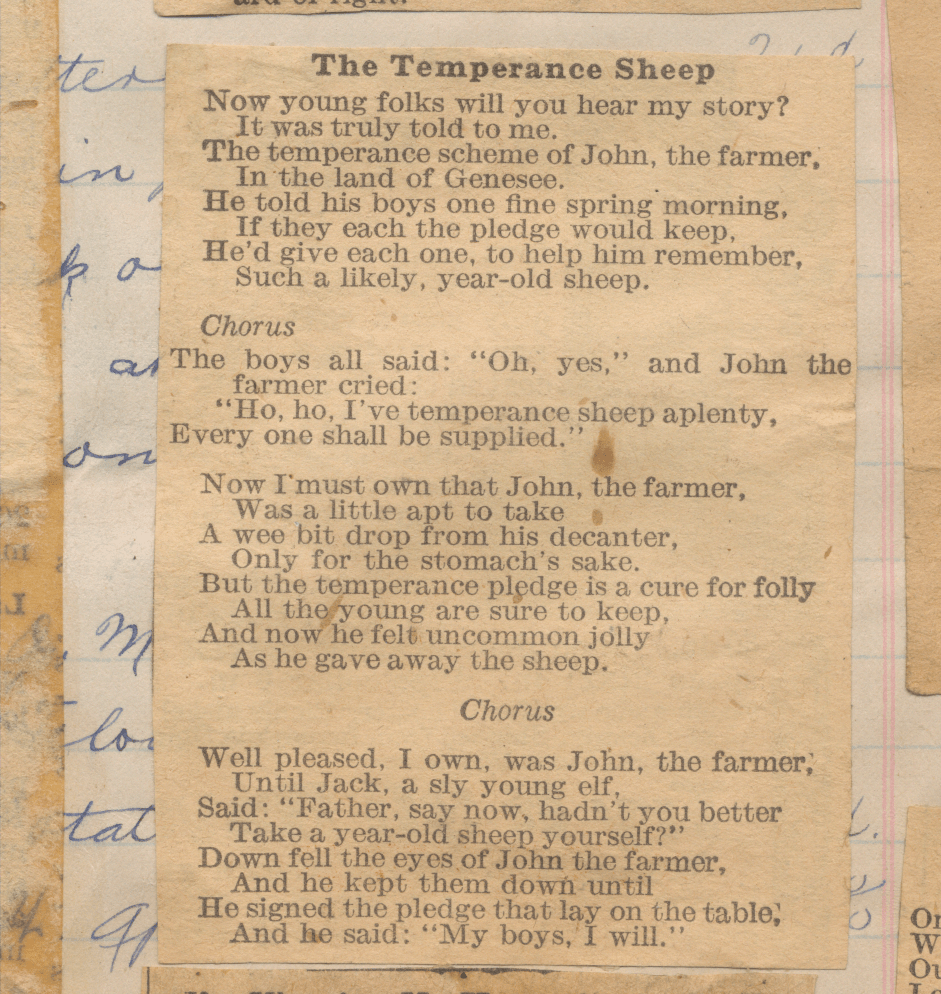 ard of right.
ter
in
k o
at
on
M
lo
tal
The Temperance Sheep
Now young folks will you hear my story?
It was truly told to me.
The temperance scheme of John, the farmer,
In the land of Genesee.
He told his boys one fine spring morning,
If they each the pledge would keep,
He'd give each one, to help him remember,
Such a likely, year-old sheep.
Chorus
The boys all said: "Oh, yes," and John the
farmer cried:
"Ho, ho, I've temperance sheep aplenty,
Every one shall be supplied."
Now I must own that John, the farmer,
Was a little apt to take
A wee bit drop from his decanter,
Only for the stomach's sake.
But the temperance pledge is a cure for folly
All the young are sure to keep,
And now he felt uncommon jolly
As he gave away the sheep.
Chorus
Well pleased, I own, was John, the farmer,
Until Jack, a sly young elf,
Said: "Father, say now, hadn't you better
Take a year-old sheep yourself?"
Down fell the eyes of John the farmer,
And he kept them down until
He signed the pledge that lay on the table,
And he said: "My boys, I will."